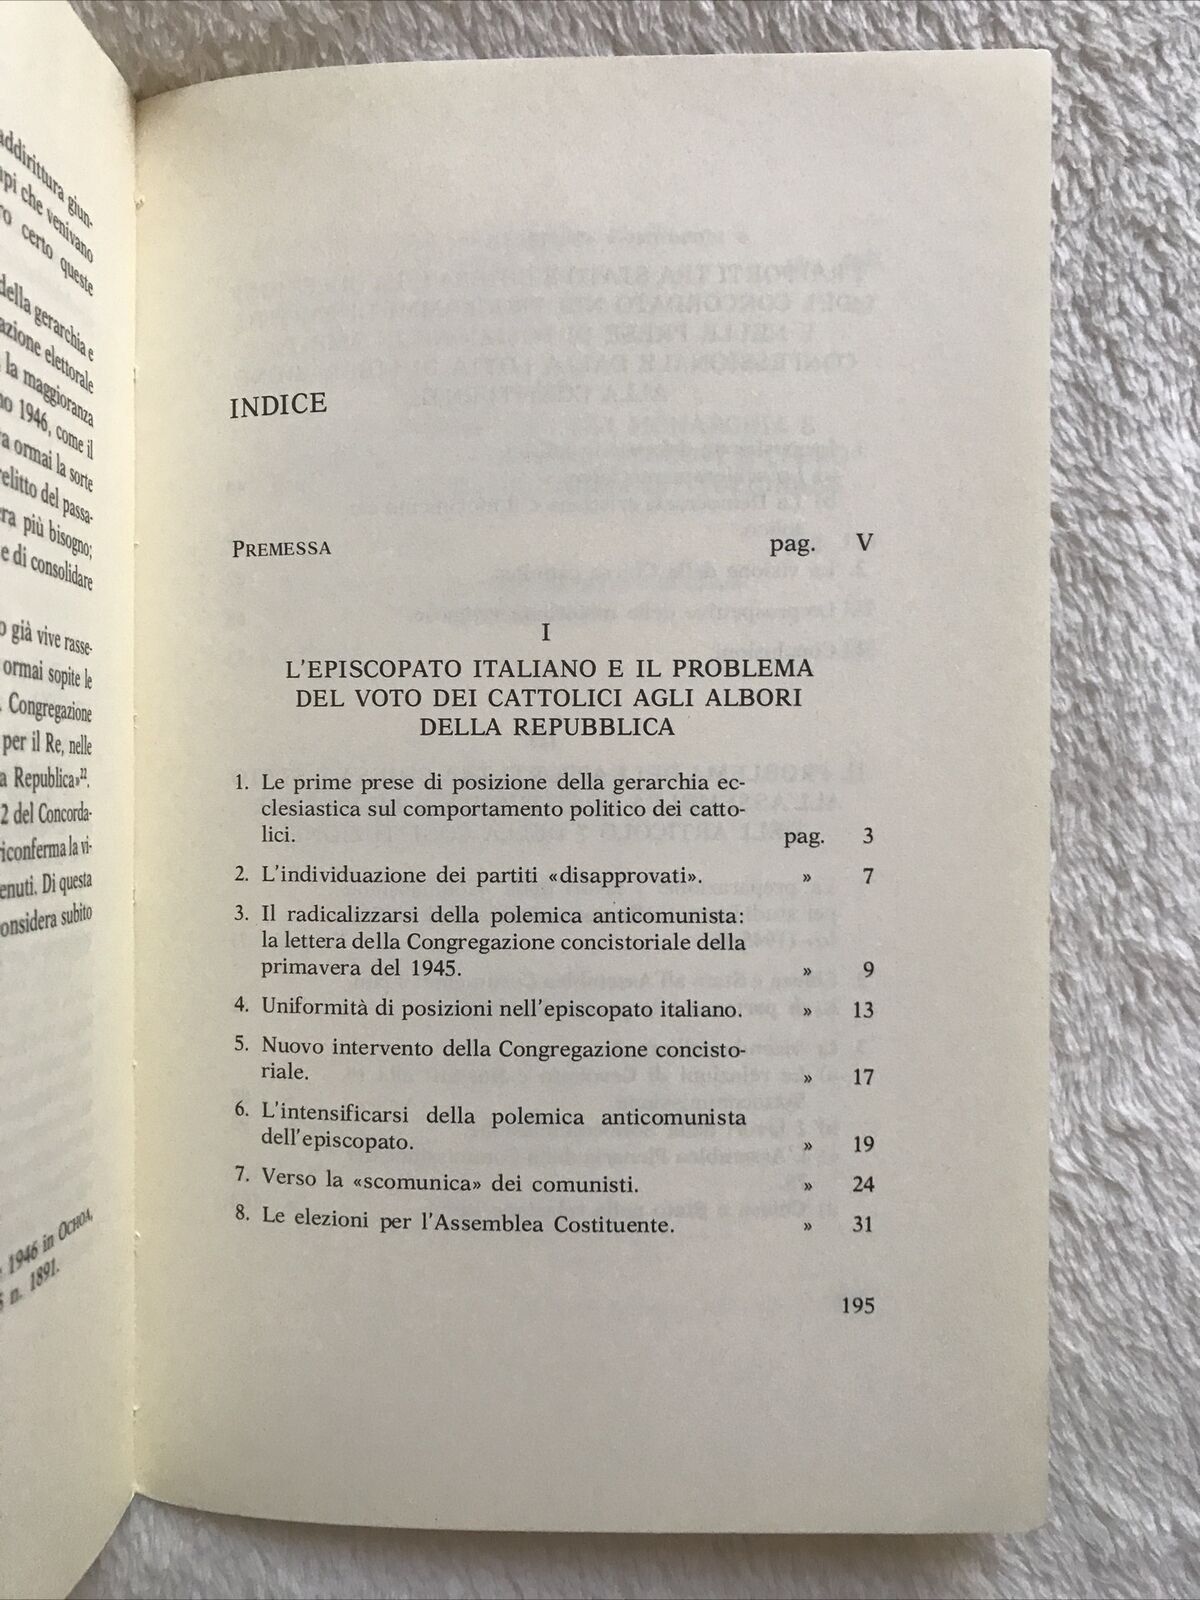 addirittura giun-
che venivano
certo queste
della gerarchia e
elettorale
la maggioranza
1946, come il
ormai la sorte
del passa-
più bisogno;
e di consolidare
già vive rasse-
ormai sopite le
Congregazione
per il Re, nelle
Republica»²².
2 del Concorda-
riconferma la vi-
Di questa
considera subito
1946 in OCHOA,
n. 1891.
INDICE
PREMESSA pag. V
I
L'EPISCOPATO ITALIANO E IL PROBLEMA
DEL VOTO DEI CATTOLICI AGLI ALBORI
DELLA REPUBBLICA
1. Le prime prese di posizione della gerarchia ec-
clesiastica sul comportamento politico dei catto-
lici. pag. 3
2. L'individuazione dei partiti «disapprovati». » 7
3. Il radicalizzarsi della polemica anticomunista:
la lettera della Congregazione concistoriale della
primavera del 1945. » 9
4. Uniformità di posizioni nell'episcopato italiano. » 13
5. Nuovo intervento della Congregazione concisto-
riale. » 17
6. L'intensificarsi della polemica anticomunista
dell'episcopato. » 19
7. Verso la «scomunica» dei comunisti. » 24
8. Le elezioni per l'Assemblea Costituente. » 31
195